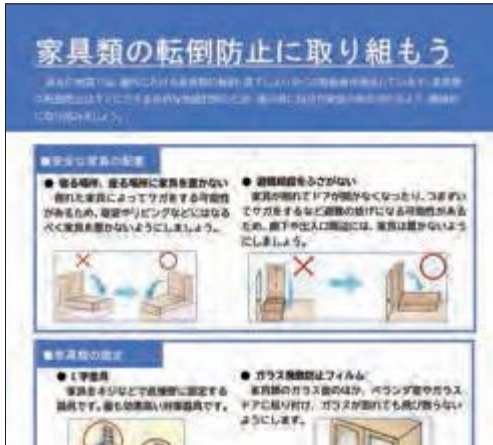 家具類の転倒防止に取り組もう
■安全な家具の配置
● 寝る場所、座る場所に家具を置かない
倒れた家具によってケガをする可能性
があるため、寝室やリビングなどにはなる
べく家具を置かないようにしましょう。
● 避難経路をふさがない
家具が倒れてドアが開かなくなったり、つまずい
てケガをするなど避難の妨げになる可能性がある
ため、廊下や出入口周辺には、家具は置かないよう
にしましょう。
■家具類の固定
● L字金具
家具をネジなどで直接壁に固定する
器具です。最も効果高い対策器具です。
● ガラス飛散防止フィルム
食器類のガラス面のほか、ベランダ窓やガラス
ドアに貼り付け、ガラスが割れても飛び散らない
ようにします。